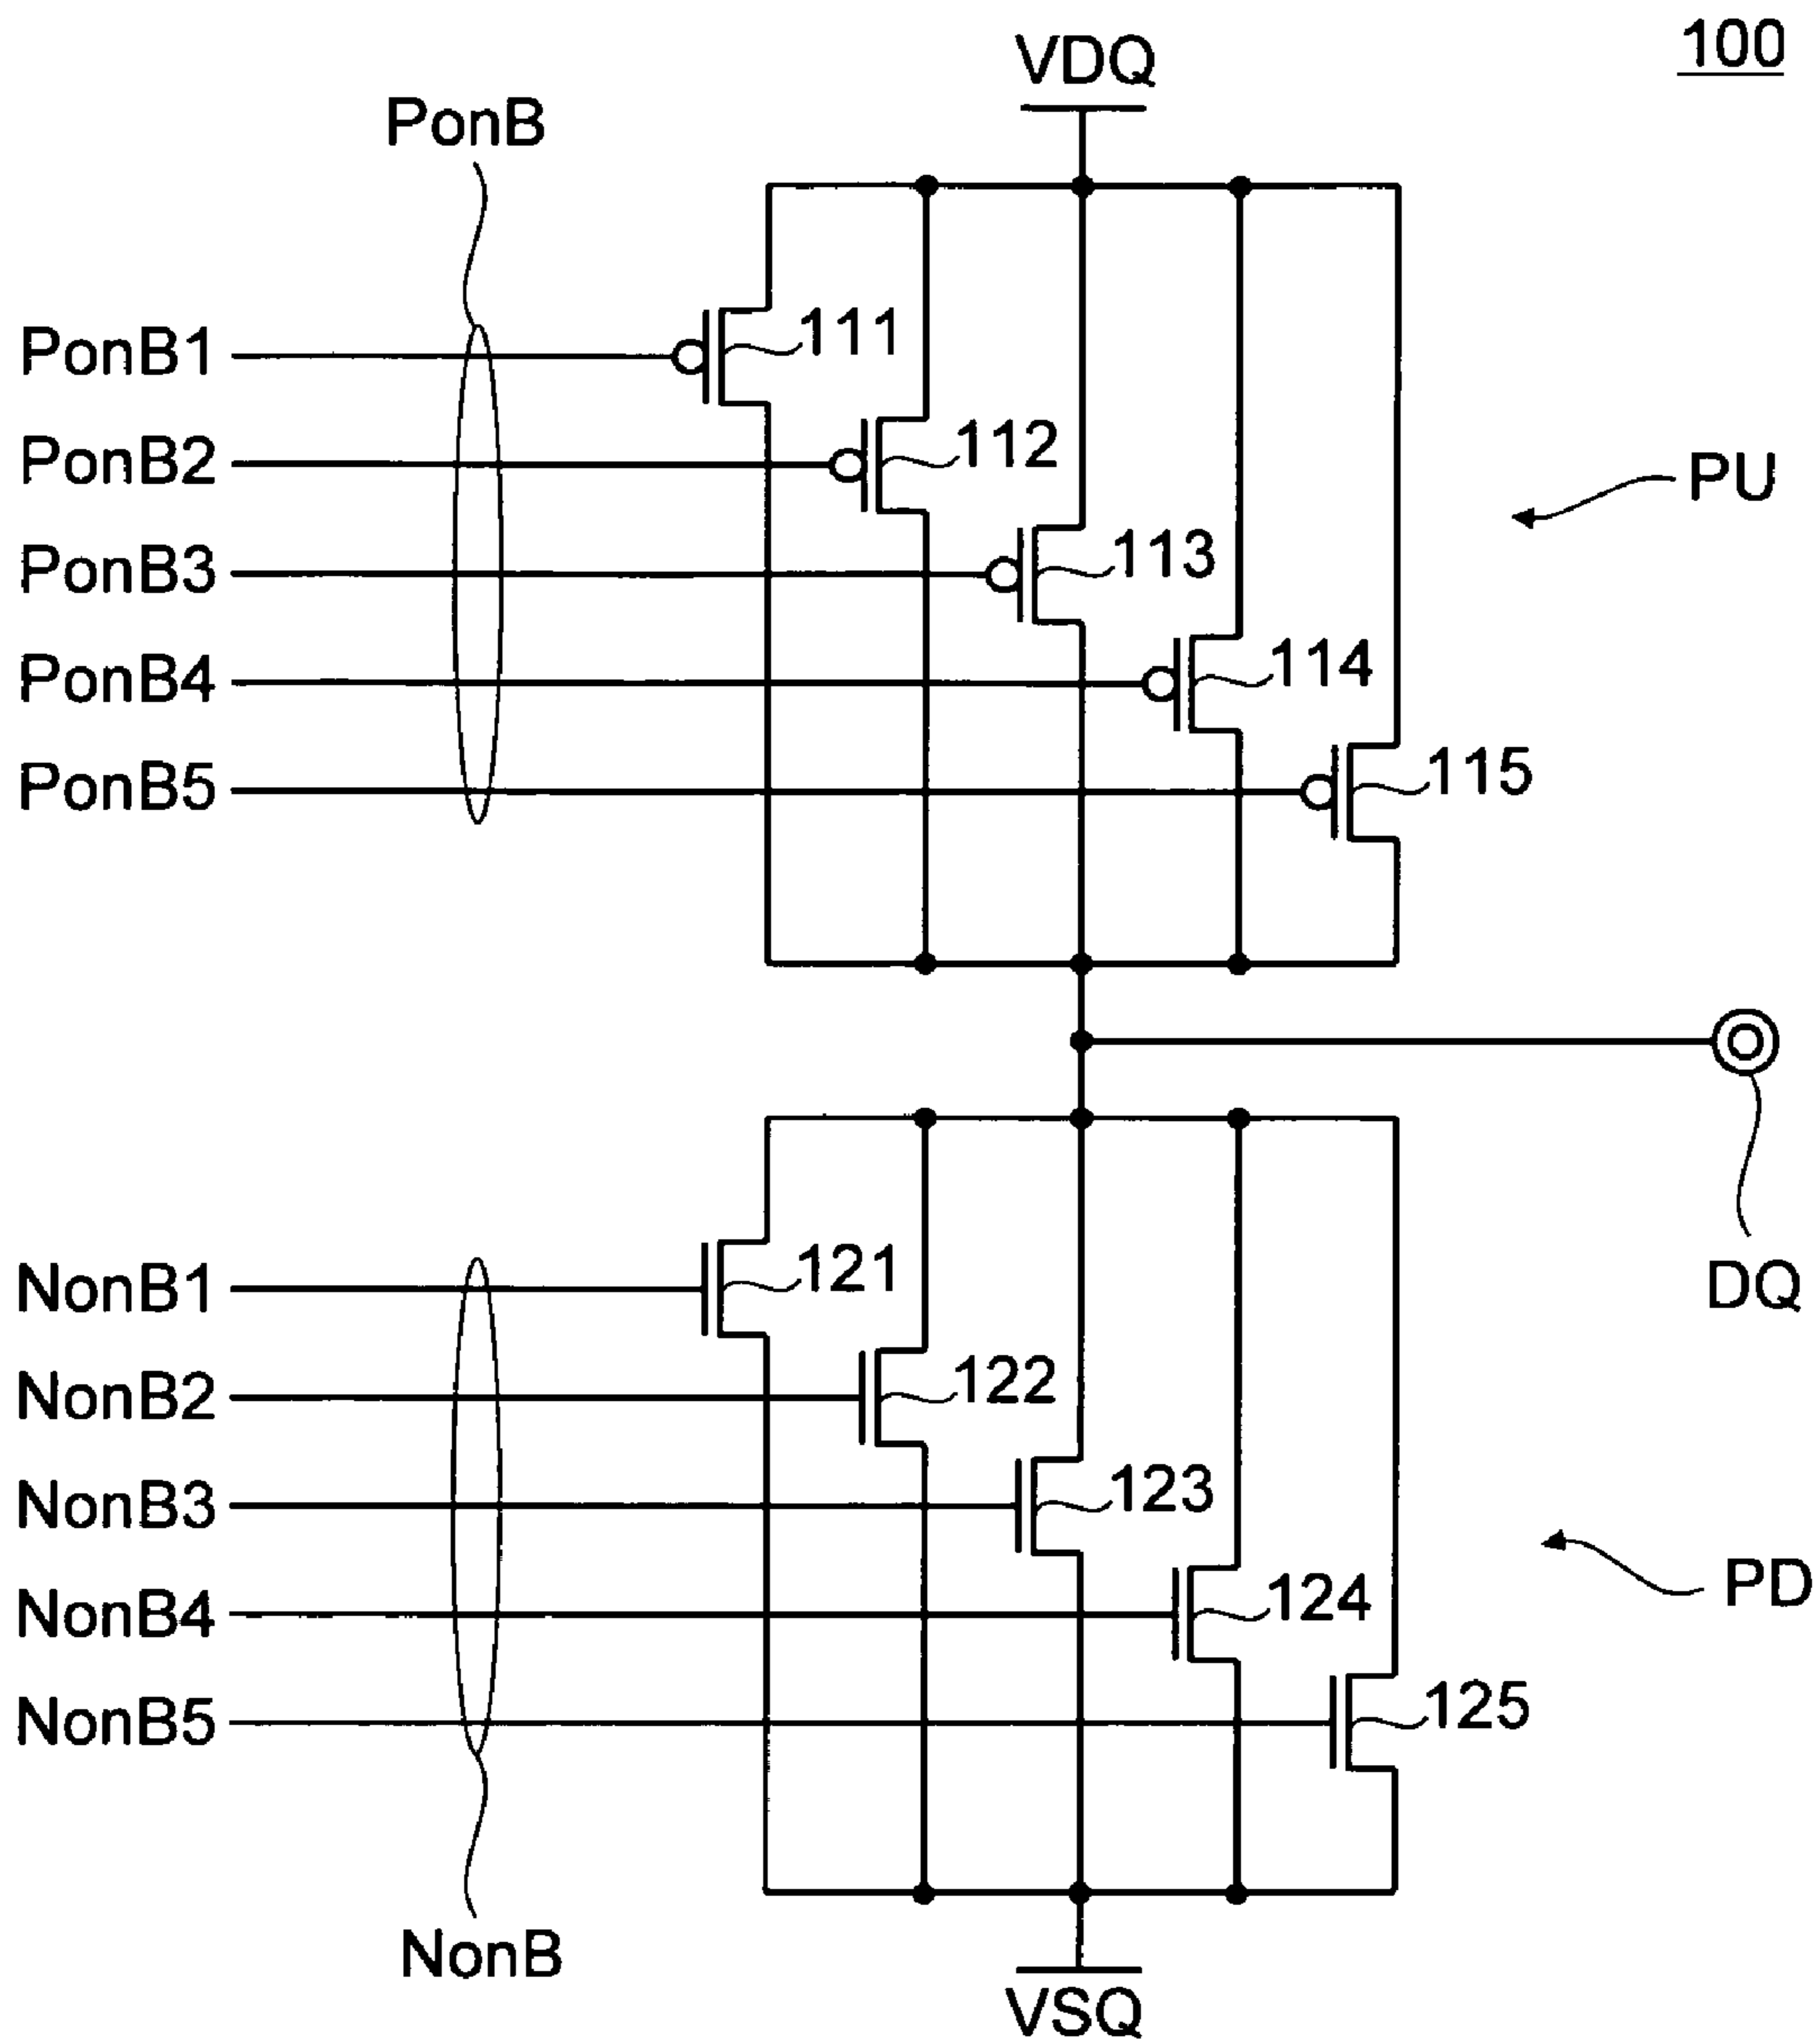 100
VDQ
PonB
PonB1
111
PonB2
112
PU
PonB3
113
PonB4
114
PonB5
115
DQ
NonB1
121
NonB2
122
NonB3
123
PD
NonB4
124
NonB5
125
NonB
VSQ